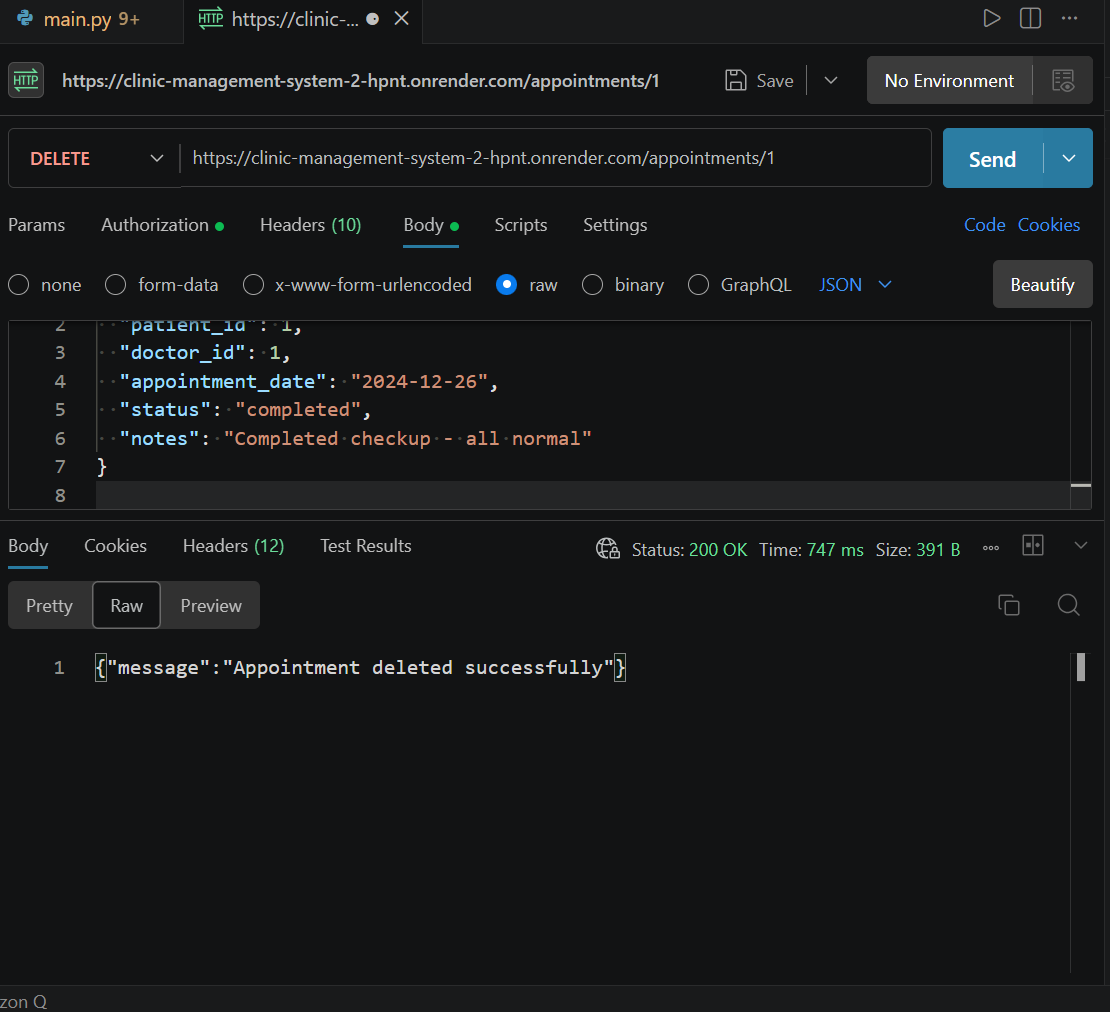 main.py 9+ HTTP https://clinic-...
HTTP https://clinic-management-system-2-hpnt.onrender.com/appointments/1 Save No Environment
DELETE https://clinic-management-system-2-hpnt.onrender.com/appointments/1 Send
Params Authorization Headers (10) Body Scripts Settings Code Cookies
none form-data x-www-form-urlencoded raw binary GraphQL JSON Beautify
2 "patient_id": 1,
3 "doctor_id": 1,
4 "appointment_date": "2024-12-26",
5 "status": "completed",
6 "notes": "Completed checkup - all normal"
7 }
8
Body Cookies Headers (12) Test Results Status: 200 OK Time: 747 ms Size: 391 B
Pretty Raw Preview
1 {"message":"Appointment deleted successfully"}
zon Q